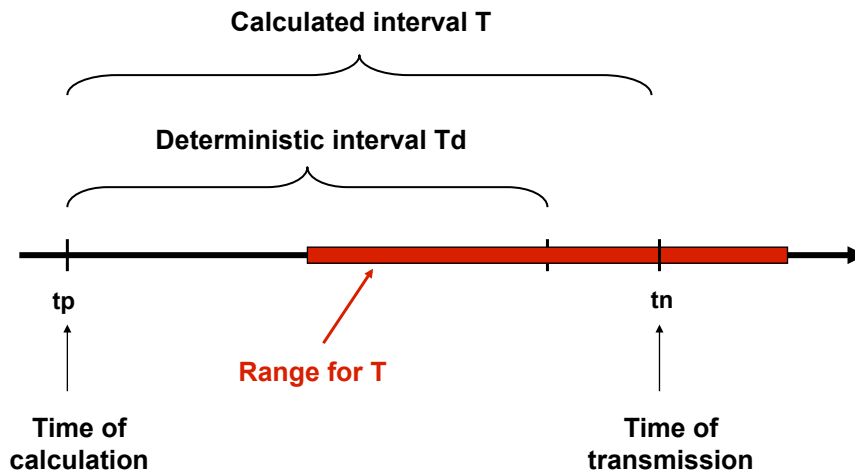 Calculated interval T
Deterministic interval Td
tp
tn
Range for T
Time of
calculation
Time of
transmission